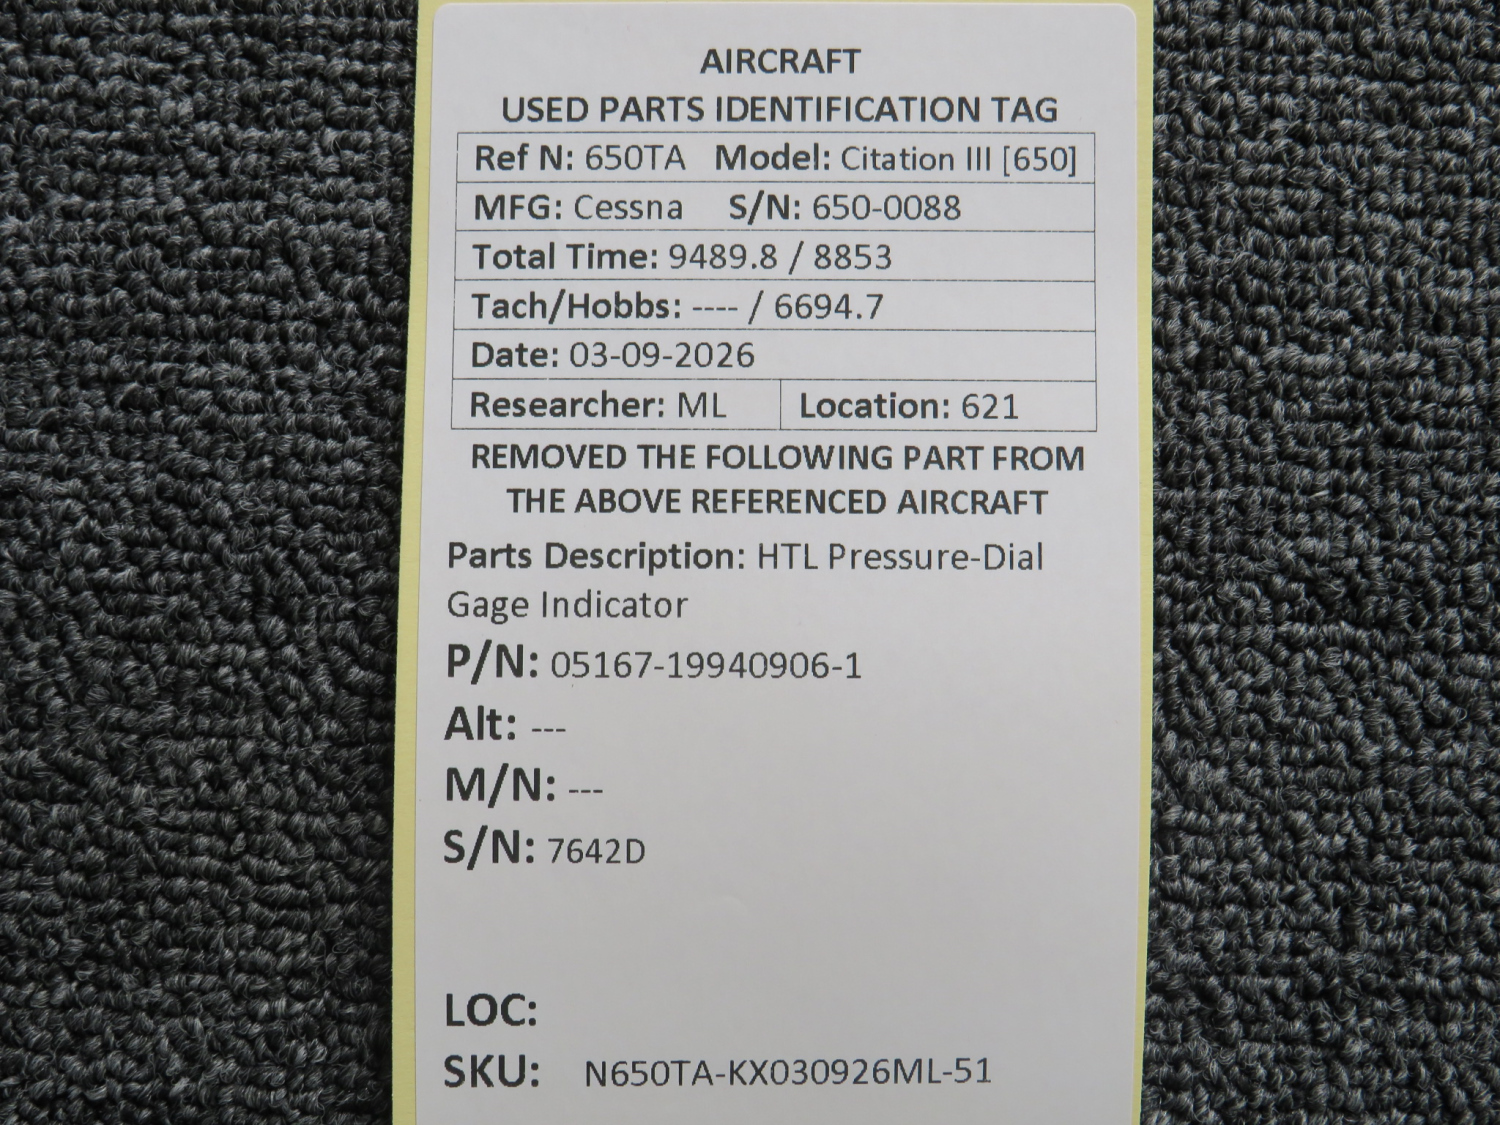 AIRCRAFT
USED PARTS IDENTIFICATION TAG
Ref N: 650TA Model: Citation III [650]
MFG: Cessna S/N: 650-0088
Total Time: 9489.8 / 8853
Tach/Hobbs: ---- / 6694.7
Date: 03-09-2026
Researcher: ML Location: 621
REMOVED THE FOLLOWING PART FROM
THE ABOVE REFERENCED AIRCRAFT
Parts Description: HTL Pressure-Dial
Gage Indicator
P/N: 05167-19940906-1
Alt: ---
M/N: ---
S/N: 7642D
LOC:
SKU: N650TA-KX030926ML-51